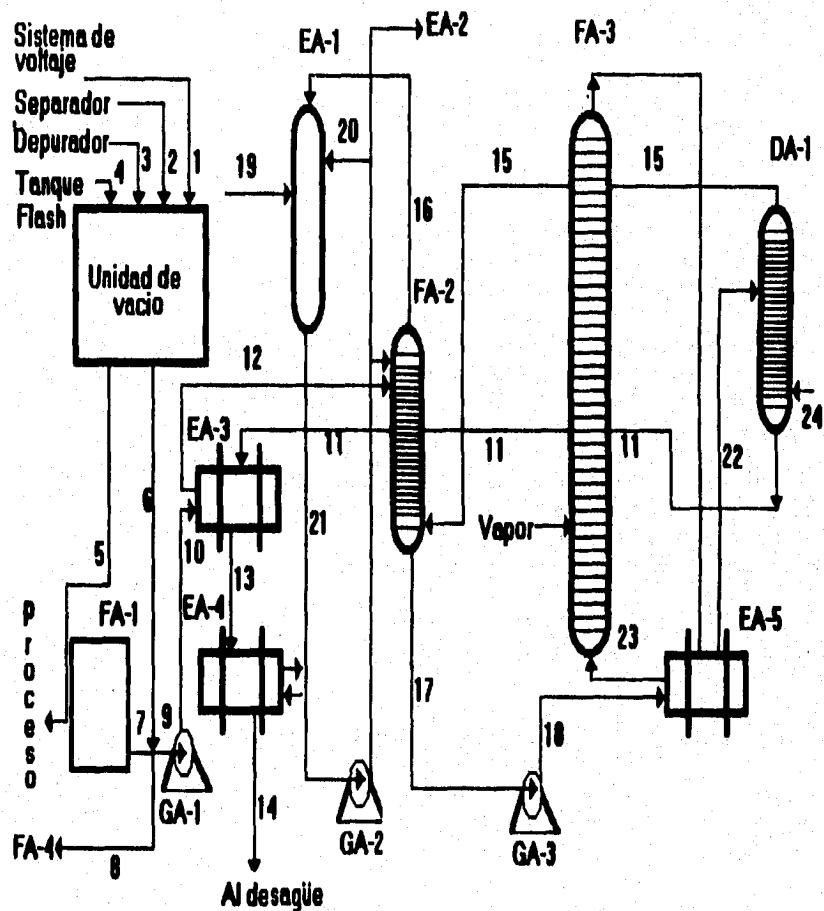 Sistema de
voltaje
Separador
Depurador
Tanque
Flash
4
3
2
1
Unidad de
vacio
EA-1
EA-2
FA-3
DA-1
20
19
15
15
16
FA-2
12
EA-3
11
11
11
24
22
6
10
21
Vapor
5
13
EA-4
FA-1
23
EA-5
proceso
17
18
7
9
GA-1
14
GA-2
GA-3
FA-4
8
Al desagüe